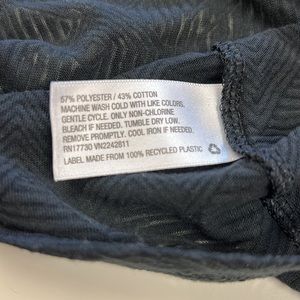 57% POLYESTER / 43% COTTON
MACHINE WASH COLD WITH LIKE COLORS,
GENTLE CYCLE. ONLY NON-CHLORINE
BLEACH IF NEEDED. TUMBLE DRY LOW.
REMOVE PROMPTLY. COOL IRON IF NEEDED.
RN17730 VN2242811
LABEL MADE FROM 100% RECYCLED PLASTIC